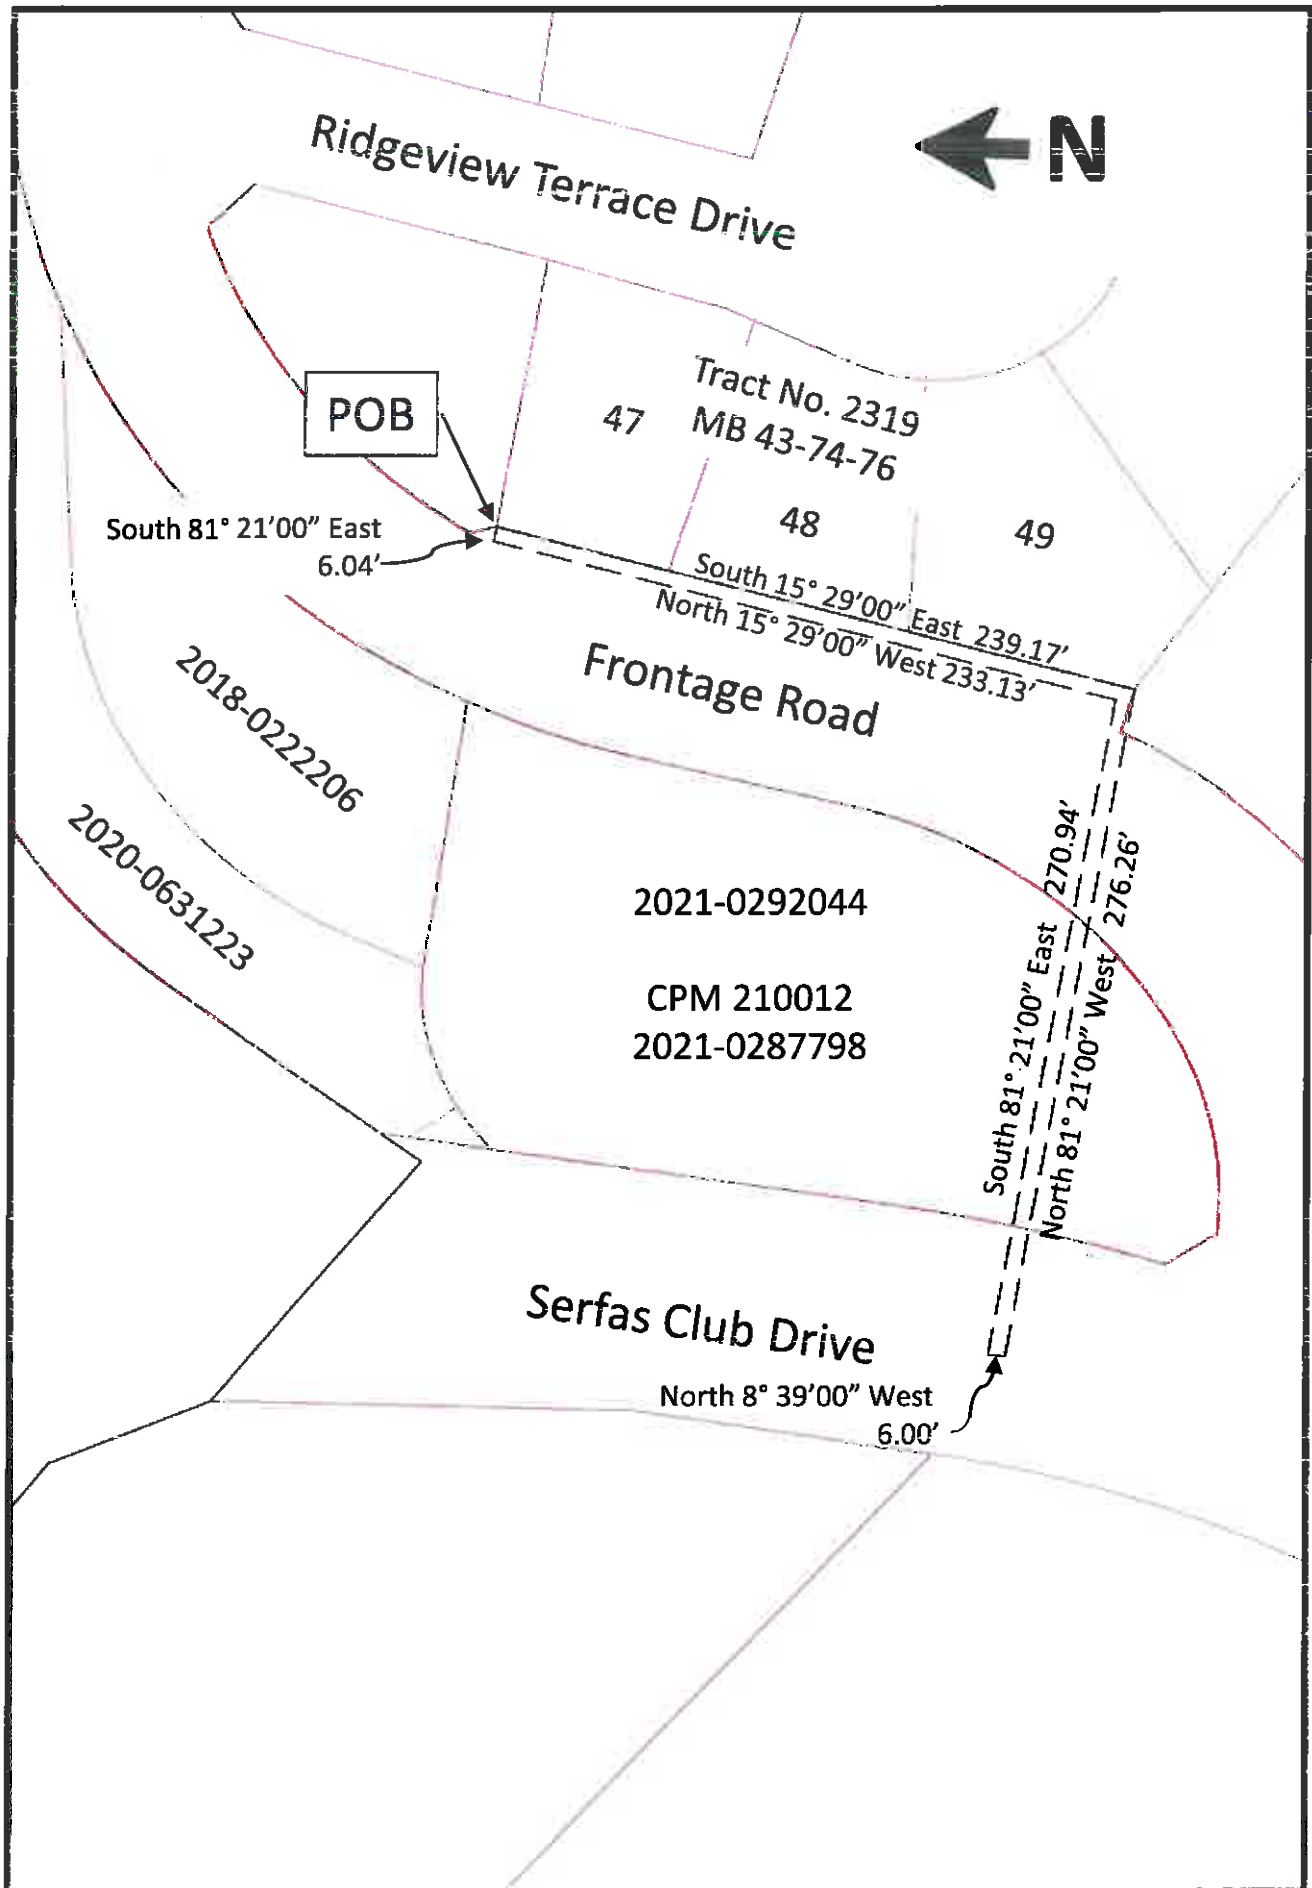 N
Ridgeview Terrace Drive
POB
47
Tract No. 2319
MB 43-74-76
48
49
South 81° 21’00” East
6.04’
South 15° 29’00” East 239.17’
North 15° 29’00” West 233.13’
Frontage Road
2018-0222206
2020-0631223
2021-0292044
CPM 210012
2021-0287798
South 81° 21’00” East 270.94’
North 81° 21’00” West 276.26’
Serfas Club Drive
North 8° 39’00” West
6.00’